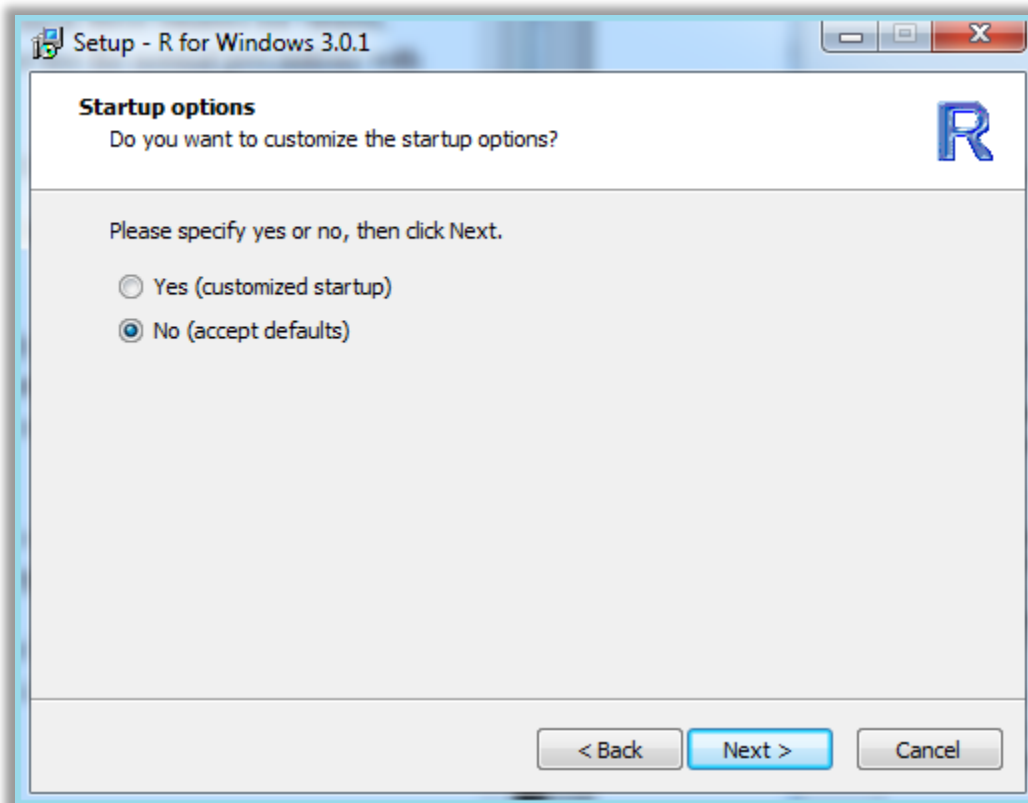 Setup - R for Windows 3.0.1
Startup options
Do you want to customize the startup options?
R
Please specify yes or no, then click Next.
Yes (customized startup)
No (accept defaults)
< Back
Next >
Cancel